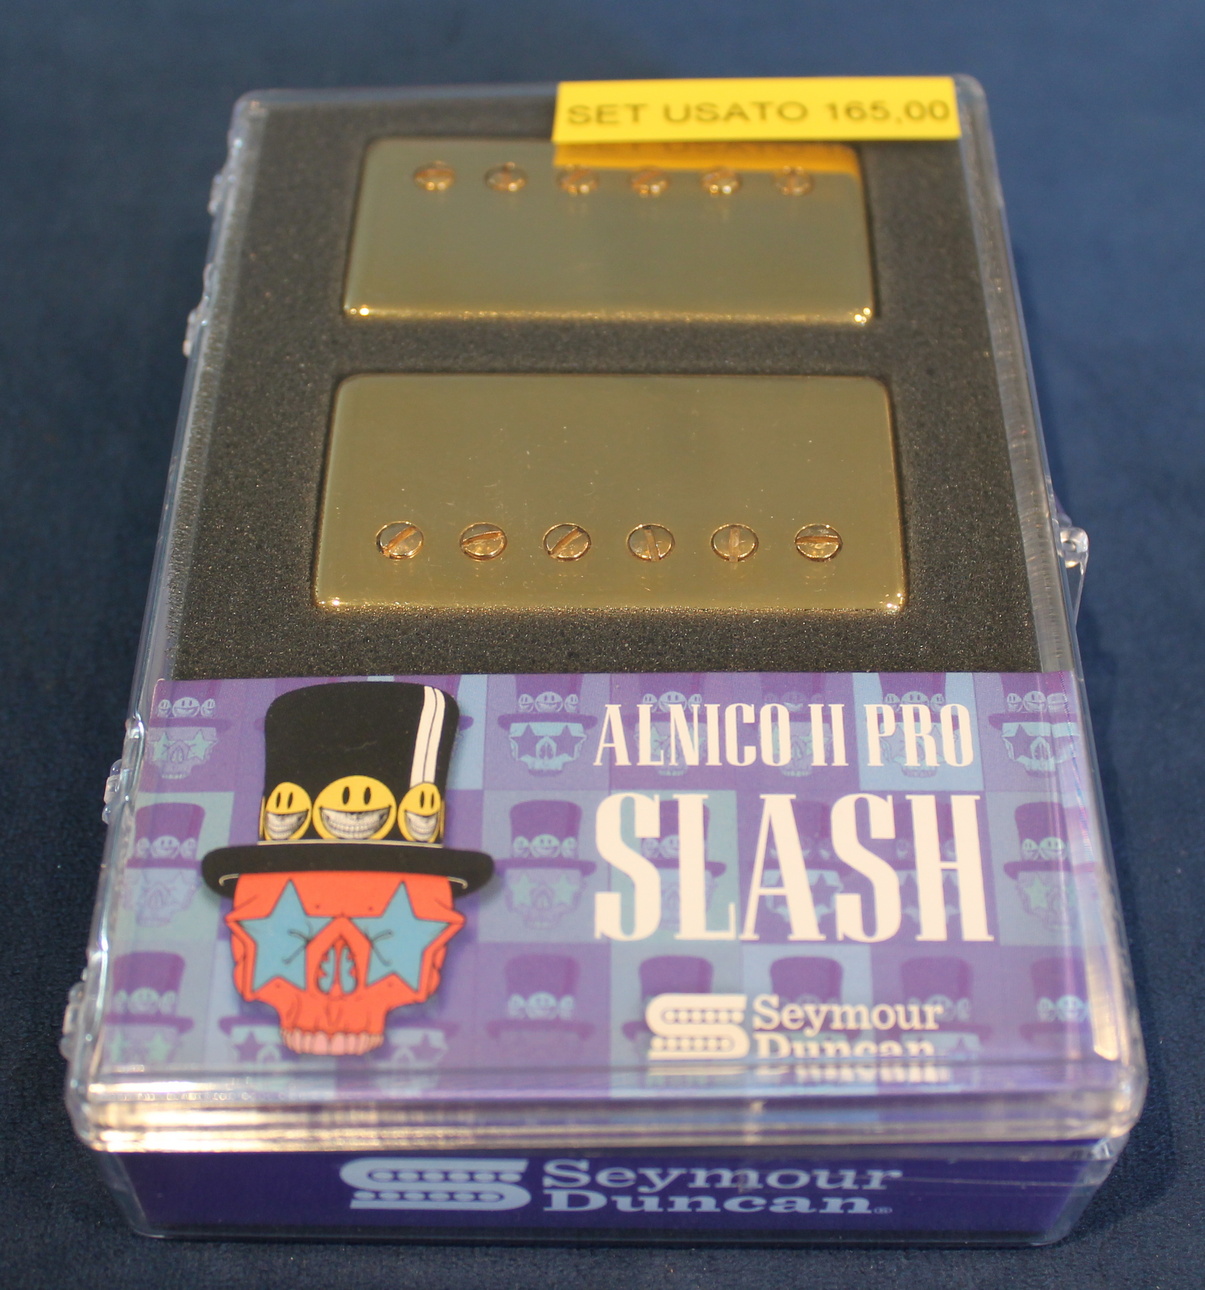 SET USATO 165,00
ALNICO II PRO
SLASH
Seymour
Duncan
Seymour
Duncan®